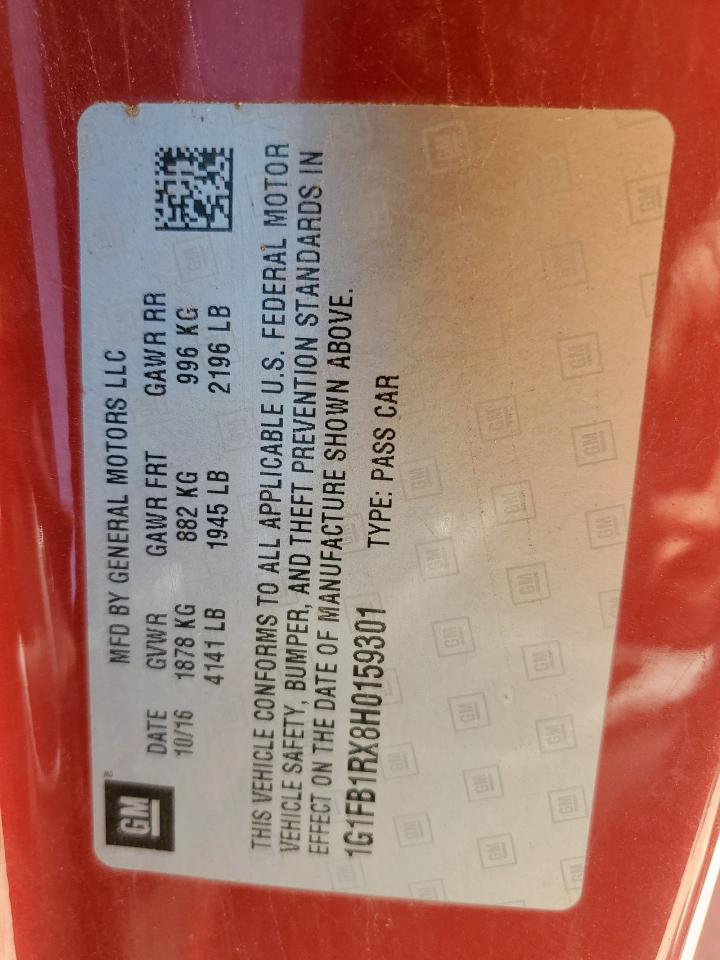 GM
MFD BY GENERAL MOTORS LLC
DATE GVWR GAWR FRT GAWR RR
10/16 1878 KG 882 KG 996 KG
4141 LB 1945 LB 2196 LB
THIS VEHICLE CONFORMS TO ALL APPLICABLE U.S. FEDERAL MOTOR
VEHICLE SAFETY, BUMPER, AND THEFT PREVENTION STANDARDS IN
EFFECT ON THE DATE OF MANUFACTURE SHOWN ABOVE.
1G1FB1RX8H0159301 TYPE: PASS CAR